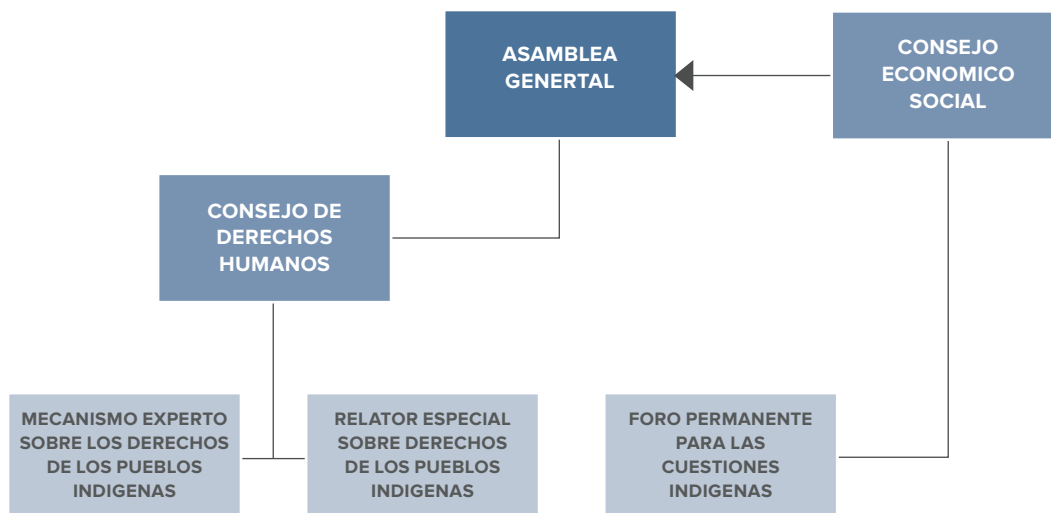 ASAMBLEA
GENERTAL
CONSEJO
ECONOMICO
SOCIAL
CONSEJO DE
DERECHOS
HUMANOS
MECANISMO EXPERTO
SOBRE LOS DERECHOS
DE LOS PUEBLOS
INDIGENAS
RELATOR ESPECIAL
SOBRE DERECHOS
DE LOS PUEBLOS
INDIGENAS
FORO PERMANENTE
PARA LAS
CUESTIONES
INDIGENAS